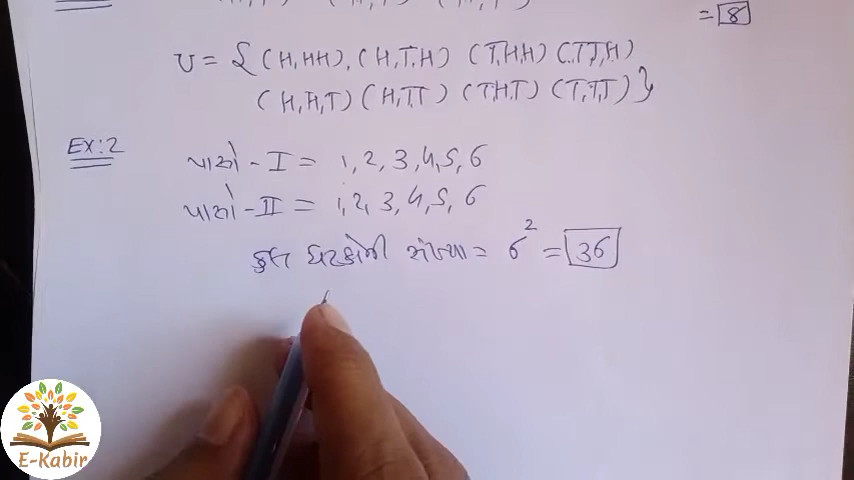 = 8
U = { (H,HH), (H,T,H) (T,H,H) (T,T,H)
(H,H,T) (H,T,T) (T,H,T) (T,T,T) }
Ex:2 પાસો - I = 1, 2, 3, 4, 5, 6
પાસો - II = 1, 2, 3, 4, 5, 6
કુલ ઘટકોની સંખ્યા = 6² = 36
E-Kabir